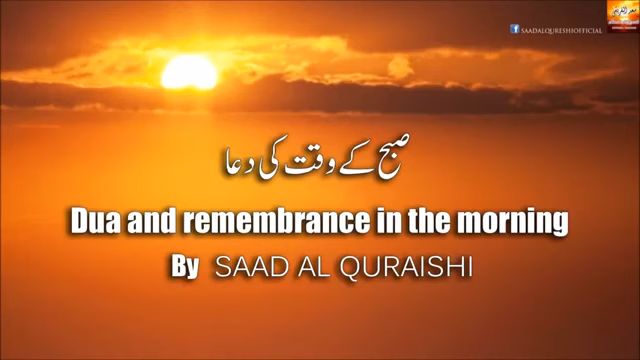 SAADALQURESHIOFFICIAL
صبح کے وقت کی دعا
Dua and remembrance in the morning
By SAAD AL QURAISHI